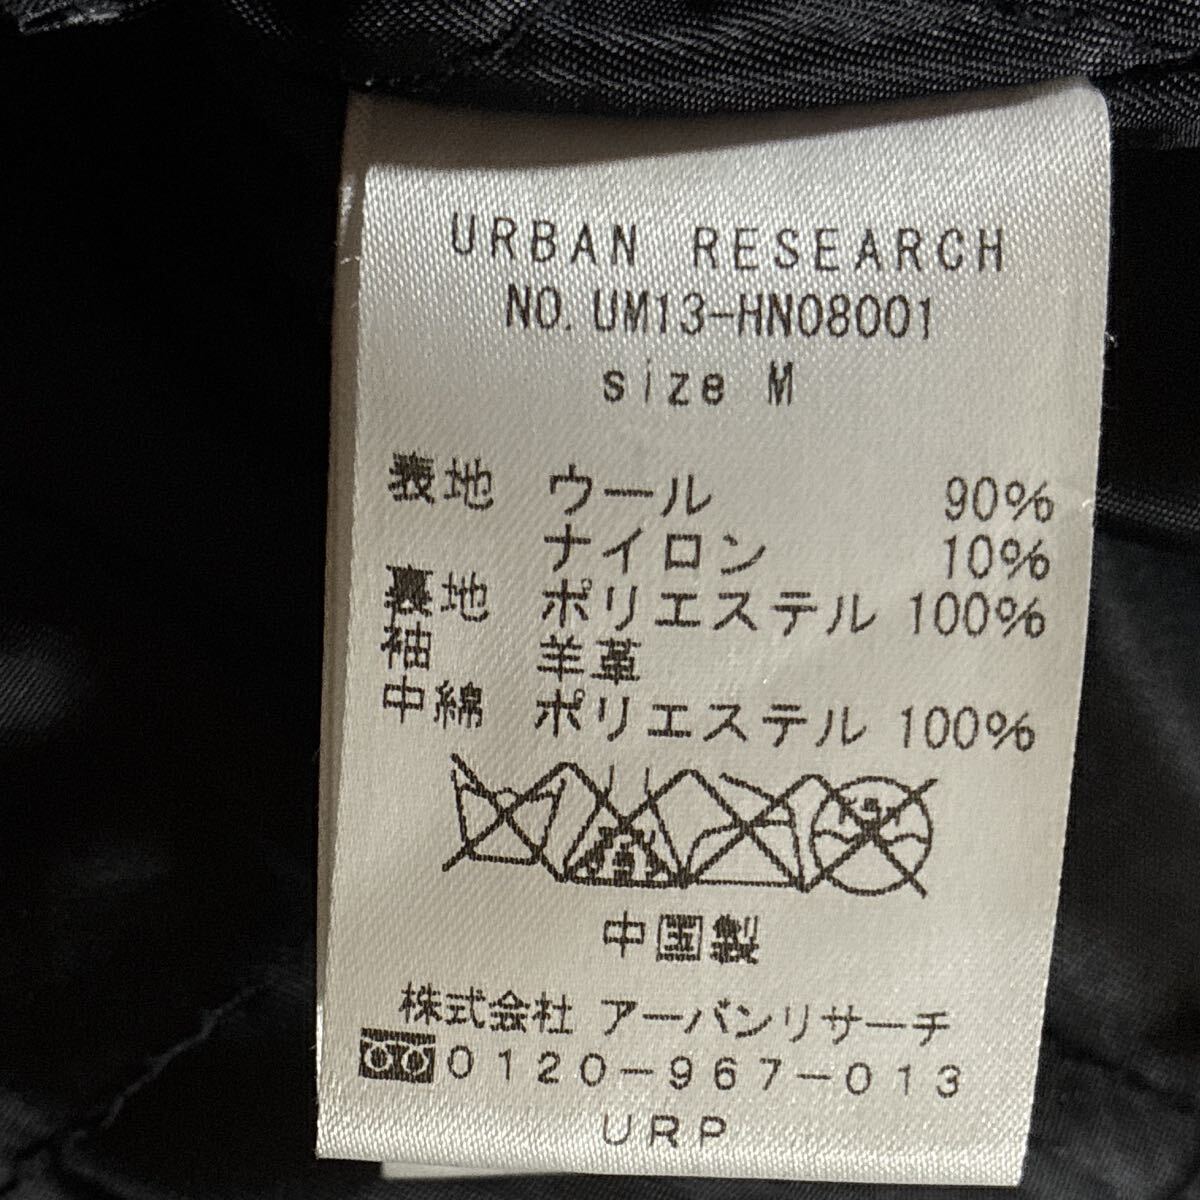 URBAN RESEARCH
NO. UM13-HN08001
size M
表地 ウール 90%
ナイロン 10%
裏地 ポリエステル 100%
袖 羊革
中綿 ポリエステル 100%
中国製
株式会社 アーバンリサーチ
0120-967-013
URP